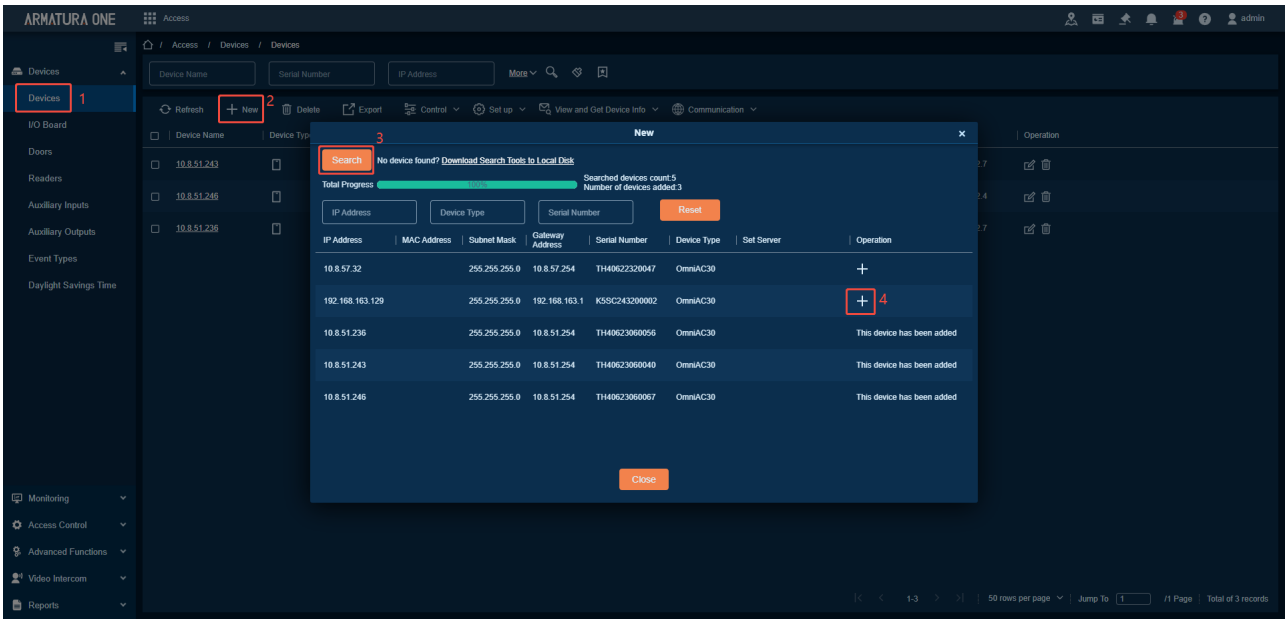 ARMATURA ONE
Access
3
admin
/ Access / Devices / Devices
Devices
Device Name
Serial Number
IP Address
More
Devices
1
I/O Board
Doors
Readers
Auxiliary Inputs
Auxiliary Outputs
Event Types
Daylight Savings Time
Refresh
New
2
Delete
Export
Control
Set up
View and Get Device Info
Communication
Device Name
Device Typ
Operation
10.8.51.243
2.7
10.8.51.246
2.4
10.8.51.236
2.7
New
3
Search
No device found? Download Search Tools to Local Disk
Total Progress
100%
Searched devices count:5
Number of devices added:3
IP Address
Device Type
Serial Number
Reset
IP Address MAC Address Subnet Mask Gateway Address Serial Number Device Type Set Server Operation
10.8.57.32 255.255.255.0 10.8.57.254 TH40622320047 OmniAC30
192.168.163.129 255.255.255.0 192.168.163.1 K5SC243200002 OmniAC30 4
10.8.51.236 255.255.255.0 10.8.51.254 TH40623060056 OmniAC30 This device has been added
10.8.51.243 255.255.255.0 10.8.51.254 TH40623060040 OmniAC30 This device has been added
10.8.51.246 255.255.255.0 10.8.51.254 TH40623060067 OmniAC30 This device has been added
Close
Monitoring
Access Control
Advanced Functions
Video Intercom
Reports
1-3
50 rows per page
Jump To 1 /1 Page
Total of 3 records